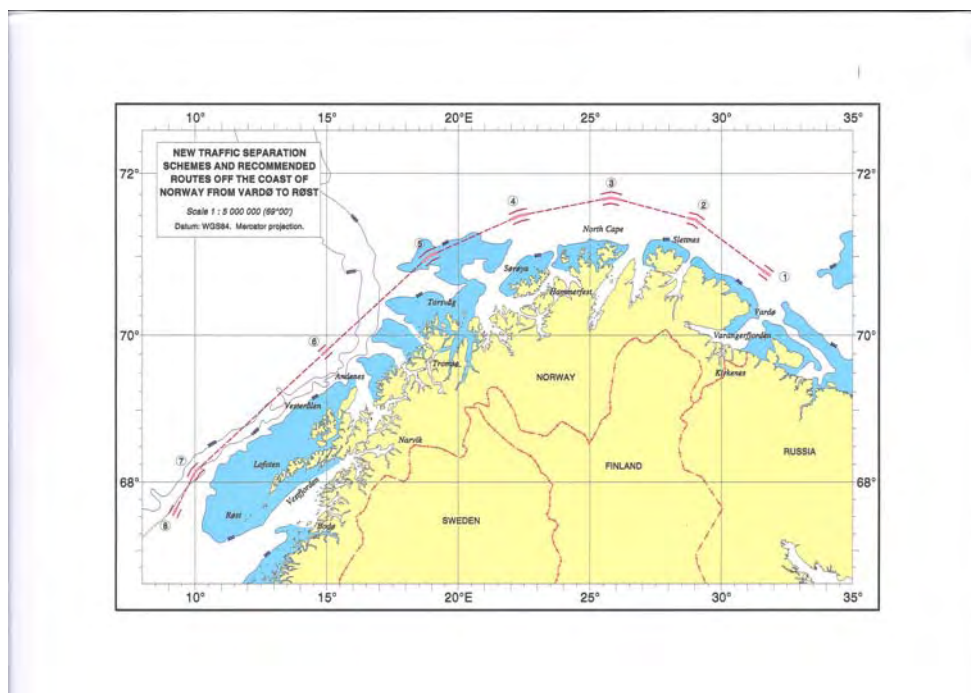 10°
15°
20°E
25°
30°
35°
NEW TRAFFIC SEPARATION
SCHEMES AND RECOMMENDED
ROUTES OFF THE COAST OF
NORWAY FROM VARDØ TO RØST
Scale 1 : 5 000 000 (69°00')
Datum: WGS84. Mercator projection.
72°
72°
3
4
2
North Cape
Sletnes
5
1
Sørøya
Hammerfest
Torsvåg
Vardø
70°
70°
6
Varangerfjorden
Tromsø
Andenes
NORWAY
Kirkenes
Vesterålen
Narvik
7
Lofoten
FINLAND
RUSSIA
68°
68°
Vestfjorden
8
Røst
Bodø
SWEDEN
10°
15°
20°E
25°
30°
35°